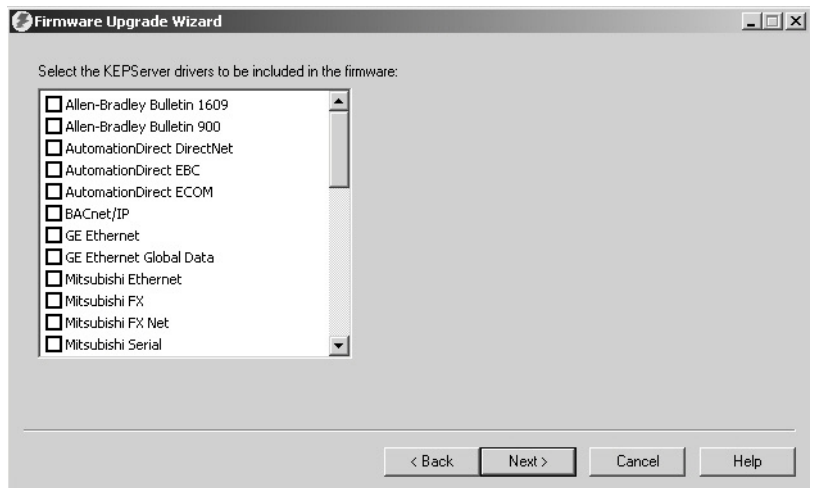 Firmware Upgrade Wizard
Select the KEPServer drivers to be included in the firmware:
Allen-Bradley Bulletin 1609
Allen-Bradley Bulletin 900
AutomationDirect DirectNet
AutomationDirect EBC
AutomationDirect ECOM
BACnet/IP
GE Ethernet
GE Ethernet Global Data
Mitsubishi Ethernet
Mitsubishi FX
Mitsubishi FX Net
Mitsubishi Serial
< Back Next > Cancel Help